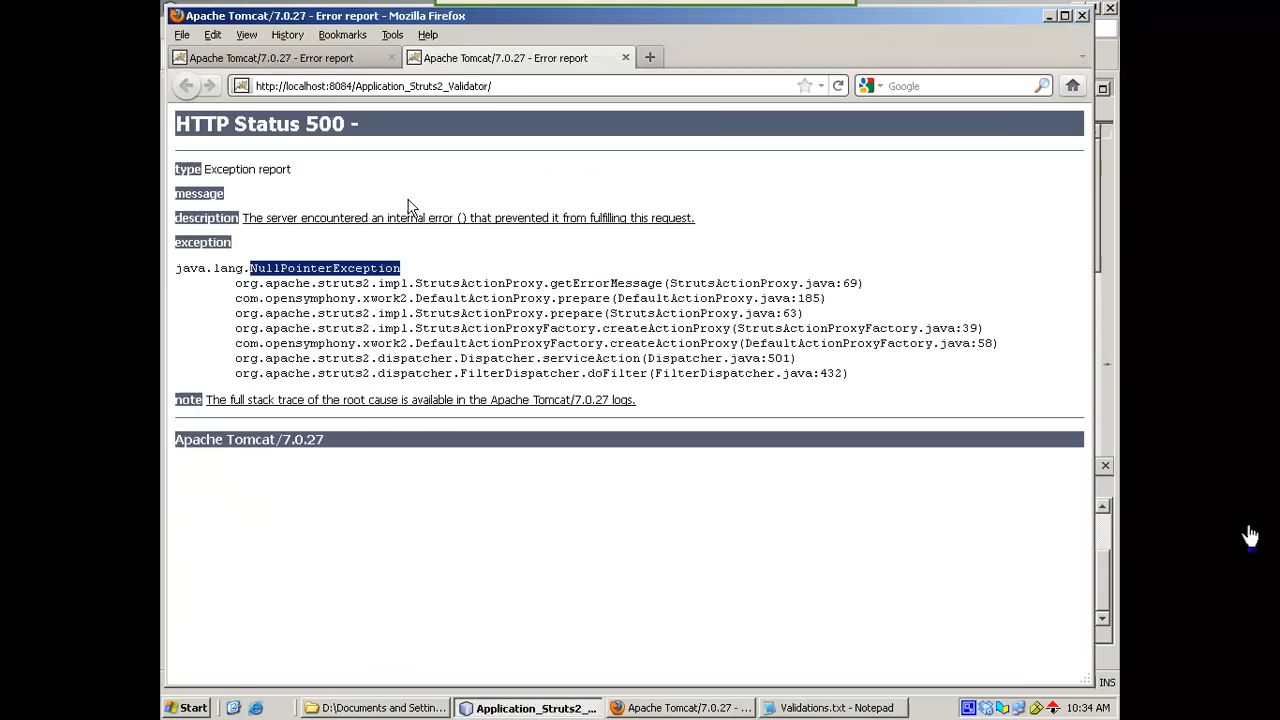 Apache Tomcat/7.0.27 - Error report - Mozilla Firefox
File Edit View History Bookmarks Tools Help
Apache Tomcat/7.0.27 - Error report
Apache Tomcat/7.0.27 - Error report
http://localhost:8084/Application_Struts2_Validator/
Google
HTTP Status 500 -
type Exception report
message
description The server encountered an internal error () that prevented it from fulfilling this request.
exception
java.lang.NullPointerException
org.apache.struts2.impl.StrutsActionProxy.getErrorMessage(StrutsActionProxy.java:69)
com.opensymphony.xwork2.DefaultActionProxy.prepare(DefaultActionProxy.java:185)
org.apache.struts2.impl.StrutsActionProxy.prepare(StrutsActionProxy.java:63)
org.apache.struts2.impl.StrutsActionProxyFactory.createActionProxy(StrutsActionProxyFactory.java:39)
com.opensymphony.xwork2.DefaultActionProxyFactory.createActionProxy(DefaultActionProxyFactory.java:58)
org.apache.struts2.dispatcher.Dispatcher.serviceAction(Dispatcher.java:501)
org.apache.struts2.dispatcher.FilterDispatcher.doFilter(FilterDispatcher.java:432)
note The full stack trace of the root cause is available in the Apache Tomcat/7.0.27 logs.
Apache Tomcat/7.0.27
INS
Start
D:\Documents and Settin...
Application_Struts2_...
Apache Tomcat/7.0.27 - ...
Validations.txt - Notepad
10:34 AM